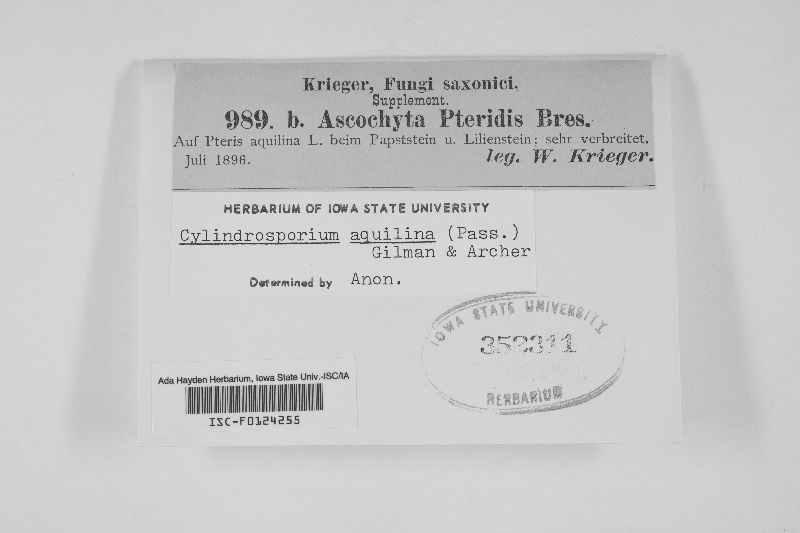 Krieger, Fungi saxonici.
Supplement.
989. b. Ascochyta Pteridis Bres.
Auf Pteris aquilina L. beim Papststein u. Lilienstein; sehr verbreitet.
Juli 1896. leg. W. Krieger.
HERBARIUM OF IOWA STATE UNIVERSITY
Cylindrosporium aquilina (Pass.)
Gilman & Archer
Determined by Anon.
IOWA STATE UNIVERSITY
352311
HERBARIUM
Ada Hayden Herbarium, Iowa State Univ.-ISC/IA
ISC-F0124255